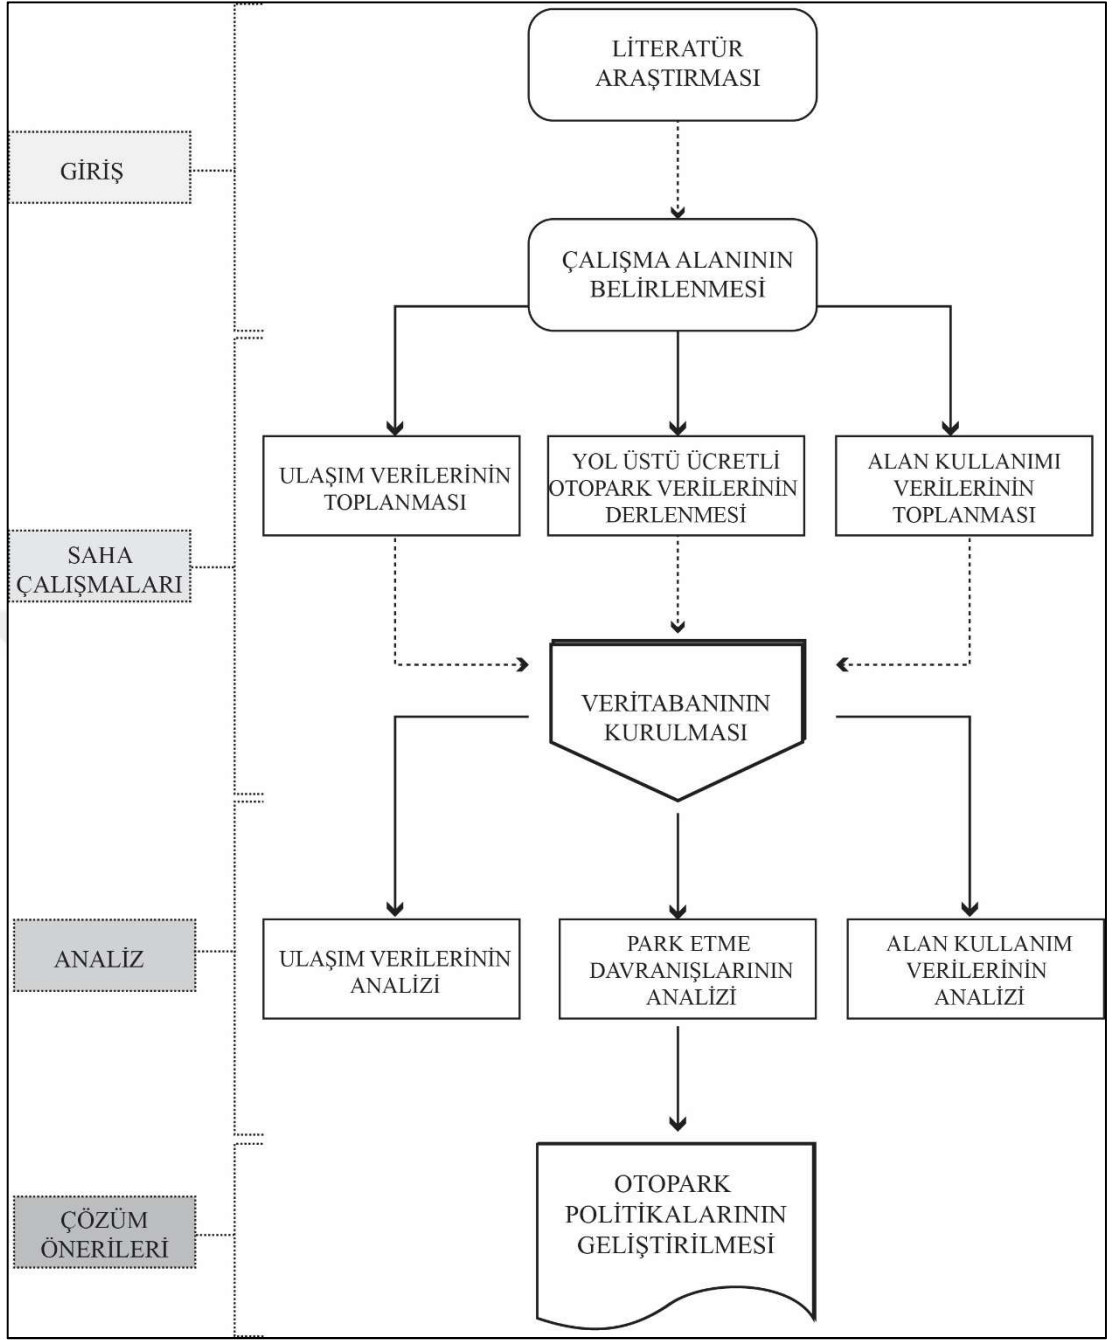 LİTERATÜR
ARAŞTIRMASI
GİRİŞ
ÇALIŞMA ALANININ
BELİRLENMESİ
ULAŞIM VERİLERİNİN
TOPLANMASI
YOL ÜSTÜ ÜCRETLİ
OTOPARK VERİLERİNİN
DERLENMESİ
ALAN KULLANIMI
VERİLERİNİN
TOPLANMASI
SAHA
ÇALIŞMALARI
VERİTABANININ
KURULMASI
ANALİZ
ULAŞIM VERİLERİNİN
ANALİZİ
PARK ETME
DAVRANIŞLARININ
ANALİZİ
ALAN KULLANIM
VERİLERİNİN
ANALİZİ
ÇÖZÜM
ÖNERİLERİ
OTOPARK
POLİTİKALARININ
GELİŞTİRİLMESİ